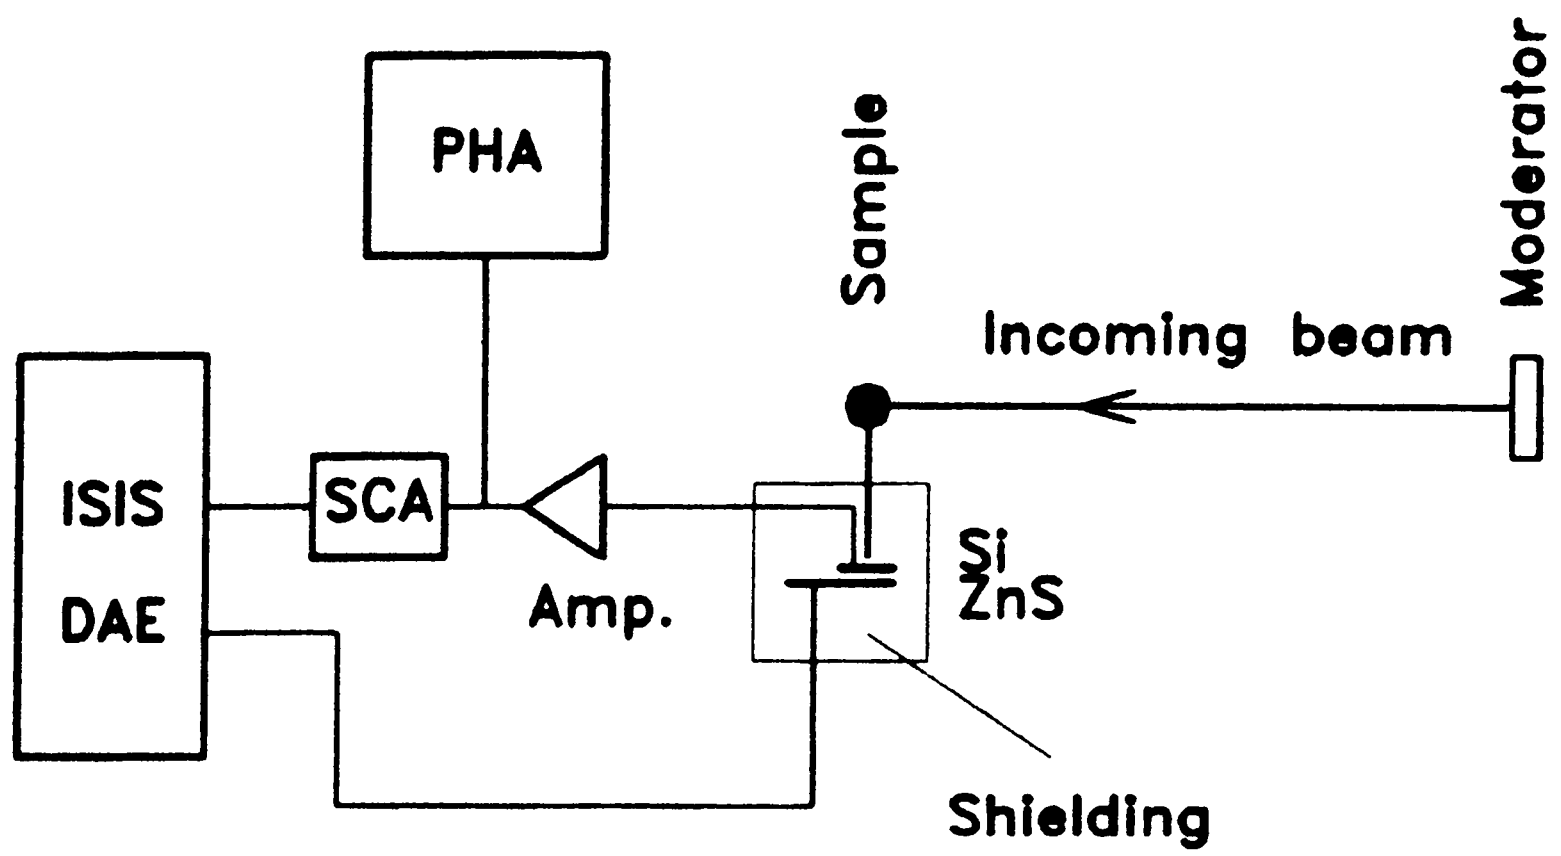 PHA
Sample
Moderator
Incoming beam
ISIS
DAE
SCA
Amp.
Si
ZnS
Shielding